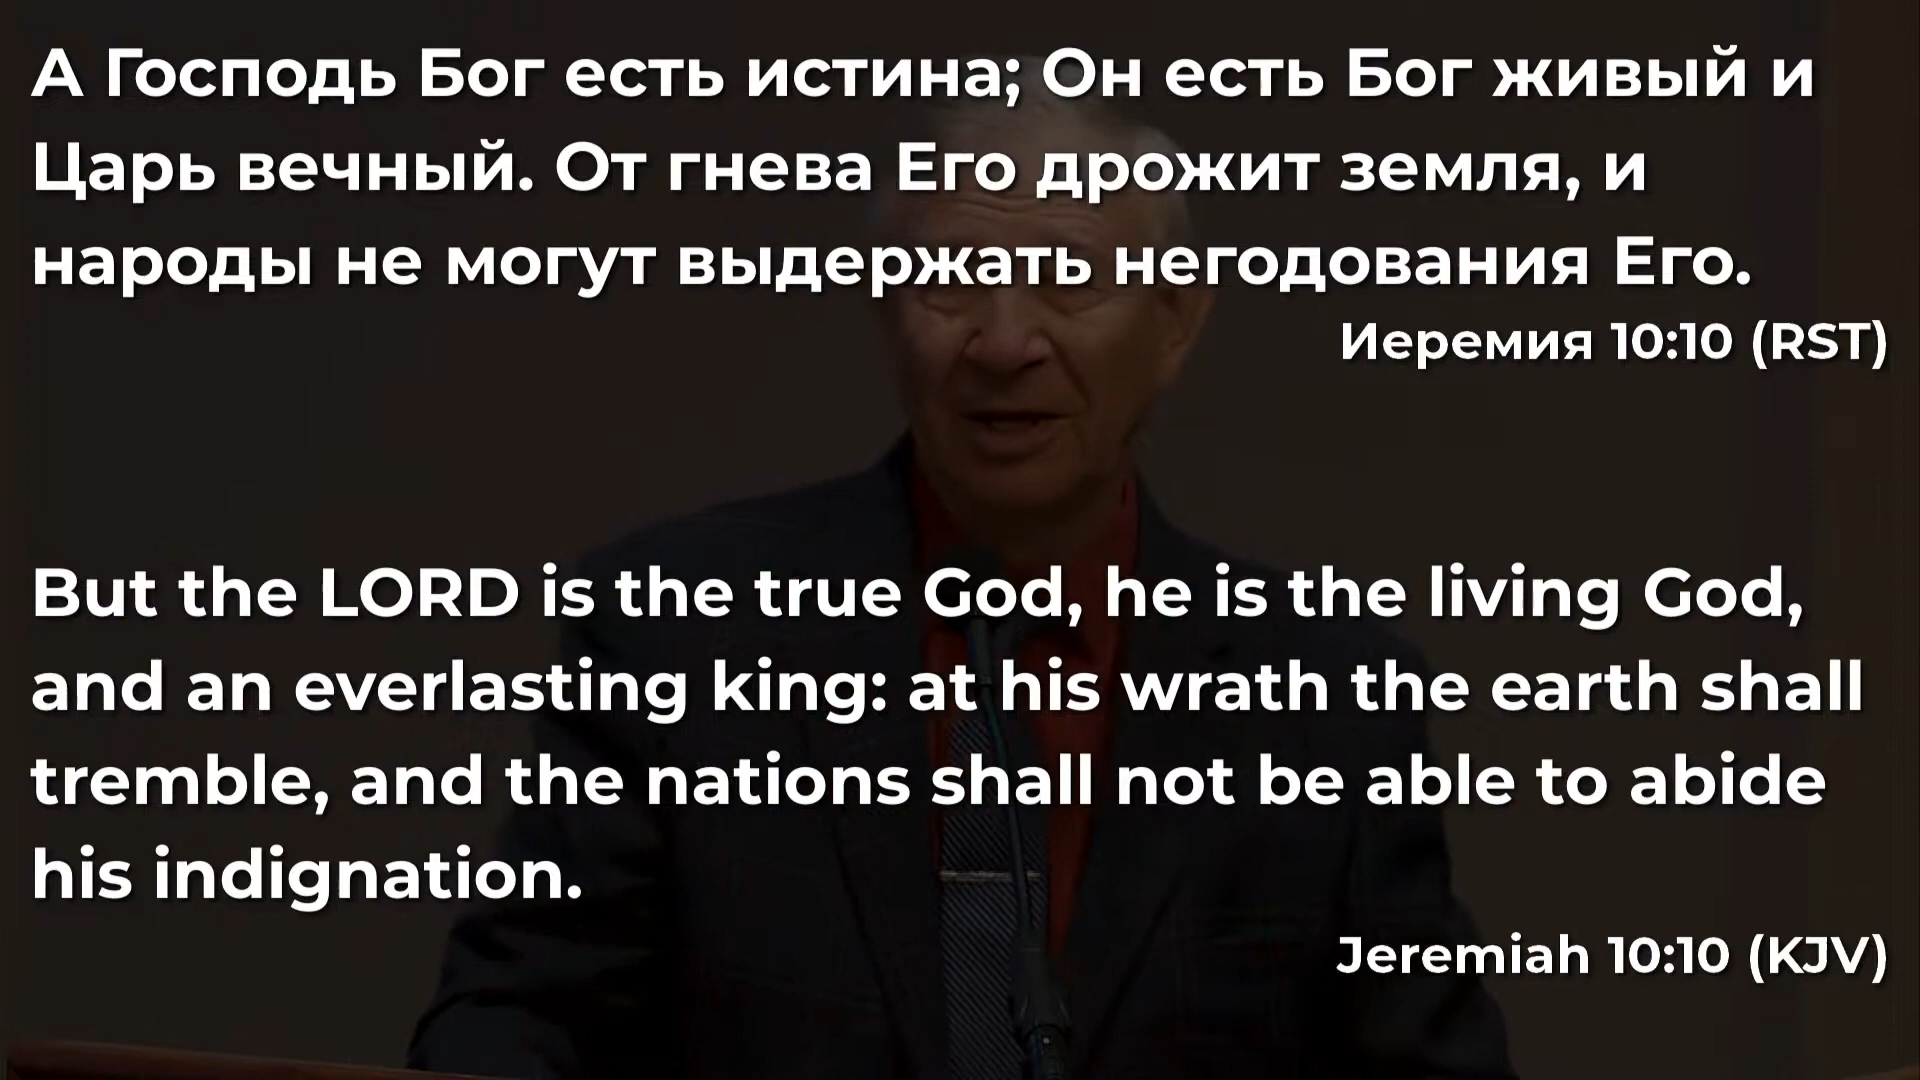 А Господь Бог есть истина; Он есть Бог живый и
Царь вечный. От гнева Его дрожит земля, и
народы не могут выдержать негодования Его.
Иеремия 10:10 (RST)
But the LORD is the true God, he is the living God,
and an everlasting king: at his wrath the earth shall
tremble, and the nations shall not be able to abide
his indignation.
Jeremiah 10:10 (KJV)